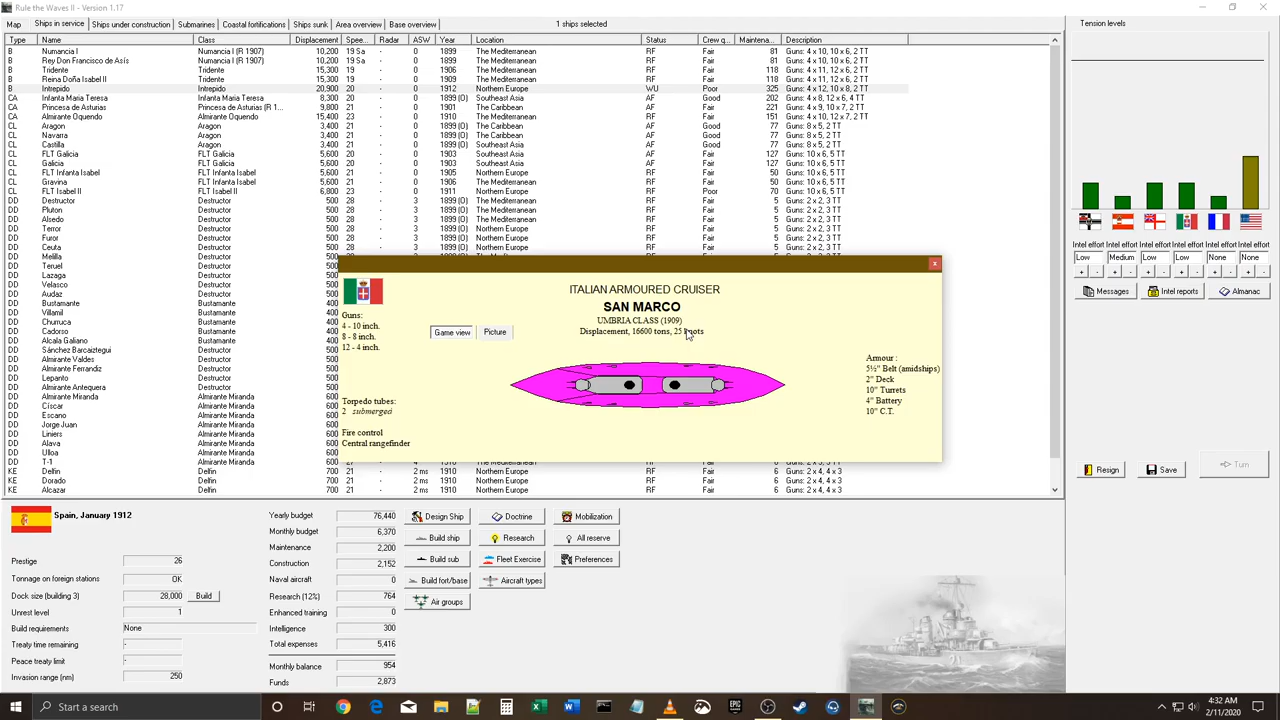 Rule the Waves II - Version 1.17
Map Ships in service Ships under construction Submarines Coastal fortifications Ships sunk Area overview Base overview 1 ships selected
Type Name Class Displacement Spee... Radar ASW Year Location Status Crew q... Maintena... Description
B Numancia I Numancia I (R 1907) 10,200 19 Sa - 0 1899 The Mediterranean RF Fair 81 Guns: 4 x 10, 10 x 6, 2 TT
B Rey Don Francisco de Asís Numancia I (R 1907) 10,200 19 Sa - 0 1899 The Mediterranean RF Fair 81 Guns: 4 x 10, 10 x 6, 2 TT
B Tridente Tridente 15,300 19 - 0 1906 The Mediterranean RF Fair 118 Guns: 4 x 11, 12 x 6, 2 TT
B Reina Doña Isabel II Tridente 15,300 19 - 0 1909 The Mediterranean RF Fair 118 Guns: 4 x 11, 12 x 6, 2 TT
B Intrepido Intrepido 20,900 20 - 0 1912 Northern Europe WU Poor 325 Guns: 4 x 12, 10 x 8, 2 TT
CA Infanta Maria Teresa Infanta Maria Teresa 8,300 20 - 0 1899 (O) Southeast Asia AF Good 202 Guns: 4 x 8, 12 x 6, 4 TT
CA Princesa de Asturias Princesa de Asturias (R 1... 9,800 21 - 0 1901 The Caribbean AF Good 221 Guns: 4 x 9, 10 x 6, 2 TT
CA Almirante Oquendo Almirante Oquendo 15,400 23 - 0 1910 The Mediterranean AF Fair 151 Guns: 4 x 10, 12 x 7, 2 TT
CL Aragon Aragon 3,400 21 - 0 1899 (O) The Caribbean AF Good 77 Guns: 8 x 5, 2 TT
CL Navarra Aragon 3,400 21 - 0 1899 (O) The Caribbean AF Good 77 Guns: 8 x 5, 2 TT
CL Castilla Aragon 3,400 21 - 0 1899 (O) Southeast Asia AF Good 77 Guns: 8 x 5, 2 TT
CL FLT Galicia FLT Galicia 5,600 20 - 0 1903 Southeast Asia AF Fair 127 Guns: 10 x 6, 5 TT
CL Galicia FLT Galicia 5,600 20 - 0 1903 Southeast Asia AF Fair 127 Guns: 10 x 6, 5 TT
CL FLT Infanta Isabel FLT Infanta Isabel 5,600 21 - 0 1905 Northern Europe RF Fair 50 Guns: 10 x 6, 2 TT
CL Gravina FLT Infanta Isabel 5,600 21 - 0 1906 The Mediterranean RF Fair 50 Guns: 10 x 6, 2 TT
CL FLT Isabel II FLT Isabel II 6,800 23 - 0 1911 Northern Europe RF Poor 70 Guns: 10 x 6, 2 TT
DD Destructor Destructor 500 28 - 3 1899 (O) The Mediterranean RF Fair 5 Guns: 2 x 2, 3 TT
DD Pluton Destructor 500 28 - 3 1899 (O) The Mediterranean RF Fair 5 Guns: 2 x 2, 3 TT
DD Alsedo Destructor 500 28 - 3 1899 (O) The Mediterranean RF Fair 5 Guns: 2 x 2, 3 TT
DD Terror Destructor 500 28 - 3 1899 (O) Northern Europe RF Fair 5 Guns: 2 x 2, 3 TT
DD Furor Destructor 500 28 - 3 1899 (O) Northern Europe RF Fair 5 Guns: 2 x 2, 3 TT
DD Ceuta Destructor 500 28 - 3 1899 (O) Northern Europe RF Fair 5 Guns: 2 x 2, 3 TT
DD Melilla Destructor 500
DD Teruel Destructor 500
DD Lazaga Destructor 500
DD Velasco Destructor 500
DD Audaz Destructor 500
DD Bustamante Bustamante 500
DD Villamil Bustamante 500
DD Churruca Bustamante 500
DD Cadorso Bustamante 500
DD Alcala Galiano Bustamante 500
DD Sánchez Barcaiztegui Destructor 500
DD Almirante Valdes Destructor 500
DD Almirante Ferrandiz Destructor 500
DD Lepanto Destructor 500
DD Almirante Antequera Destructor 500
DD Almirante Miranda Almirante Miranda 600
DD Císcar Almirante Miranda 600
DD Escano Almirante Miranda 600
DD Jorge Juan Almirante Miranda 600
DD Liniers Almirante Miranda 600
DD Alava Almirante Miranda 600
DD Ulloa Almirante Miranda 600
DD T-1 Almirante Miranda 600
KE Delfin Delfin 700 21 - 2 ms 1910 Northern Europe RF Fair 6 Guns: 2 x 4, 4 x 3
KE Dorado Delfin 700 21 - 2 ms 1910 Northern Europe RF Fair 6 Guns: 2 x 4, 4 x 3
KE Alcazar Delfin 700 21 - 2 ms 1910 Northern Europe RF Fair 6 Guns: 2 x 4, 4 x 3
ITALIAN ARMOURED CRUISER
SAN MARCO
UMBRIA CLASS (1909)
Displacement, 16600 tons, 25 knots
Guns:
4 - 10 inch.
8 - 8 inch.
12 - 4 inch.
Game view Picture
Torpedo tubes:
2 submerged
Fire control
Central rangefinder
Armour :
5½" Belt (amidships)
2" Deck
10" Turrets
4" Battery
10" C.T.
Tension levels
Intel effort Intel effort Intel effort Intel effort Intel effort Intel effort
Low Medium Low Low None None
+ - + - + - + - + - + -
Messages Intel reports Almanac
Resign Save Turn
Spain, January 1912
Prestige 26
Tonnage on foreign stations OK
Dock size (building 3) 28,000 Build
Unrest level 1
Build requirements None
Treaty time remaining -
Peace treaty limit -
Invasion range (nm) 250
Yearly budget 76,440
Monthly budget 6,370
Maintenance 2,200
Construction 2,152
Naval aircraft 0
Research (12%) 764
Enhanced training 0
Intelligence 300
Total expenses 5,416
Monthly balance 954
Funds 2,873
Design Ship Doctrine Mobilization
Build ship Research All reserve
Build sub Fleet Exercise Preferences
Build fort/base Aircraft types
Air groups
Start a search
4:32 AM
2/11/2020